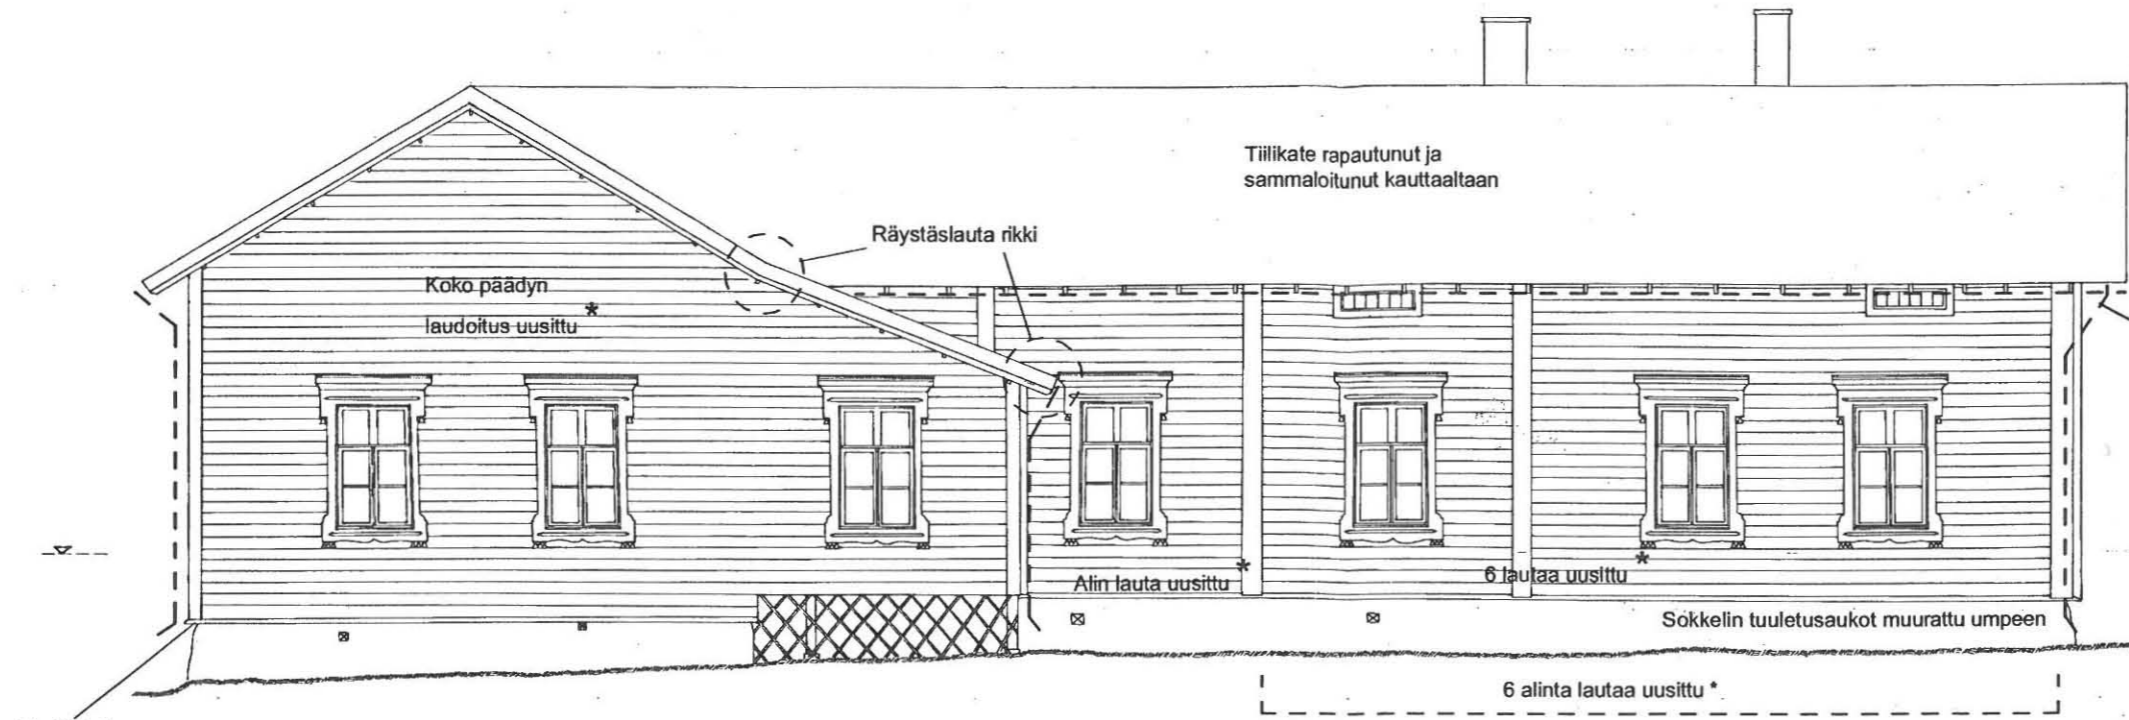 Tiilikate rapautunut ja
sammaloitunut kauttaaltaan
Räystäslauta rikki
Koko päädyn
laudoitus uusittu *
Alin lauta uusittu *
6 lautaa uusittu *
Sokkelin tuuletusaukot muurattu umpeen
6 alinta lautaa uusittu *